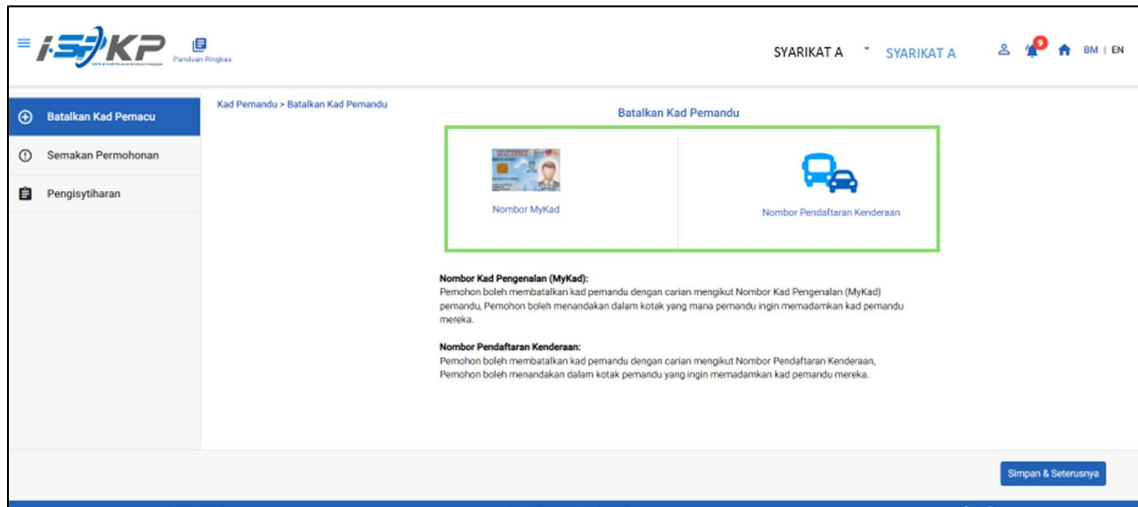 i-SPKP
Panduan Ringkas
SYARIKAT A
SYARIKAT A
BM | EN
Batalkan Kad Pemacu
Semakan Permohonan
Pengisytiharan
Kad Pemandu > Batalkan Kad Pemandu
Batalkan Kad Pemandu
MALAYSIA
Nombor MyKad
Nombor Pendaftaran Kenderaan
Nombor Kad Pengenalan (MyKad):
Pemohon boleh membatalkan kad pemandu dengan carian mengikut Nombor Kad Pengenalan (MyKad)
pemandu, Pemohon boleh menandakan dalam kotak yang mana pemandu ingin memadamkan kad pemandu
mereka.
Nombor Pendaftaran Kenderaan:
Pemohon boleh membatalkan kad pemandu dengan carian mengikut Nombor Pendaftaran Kenderaan,
Pemohon boleh menandakan dalam kotak pemandu yang ingin memadamkan kad pemandu mereka.
Simpan & Seterusnya